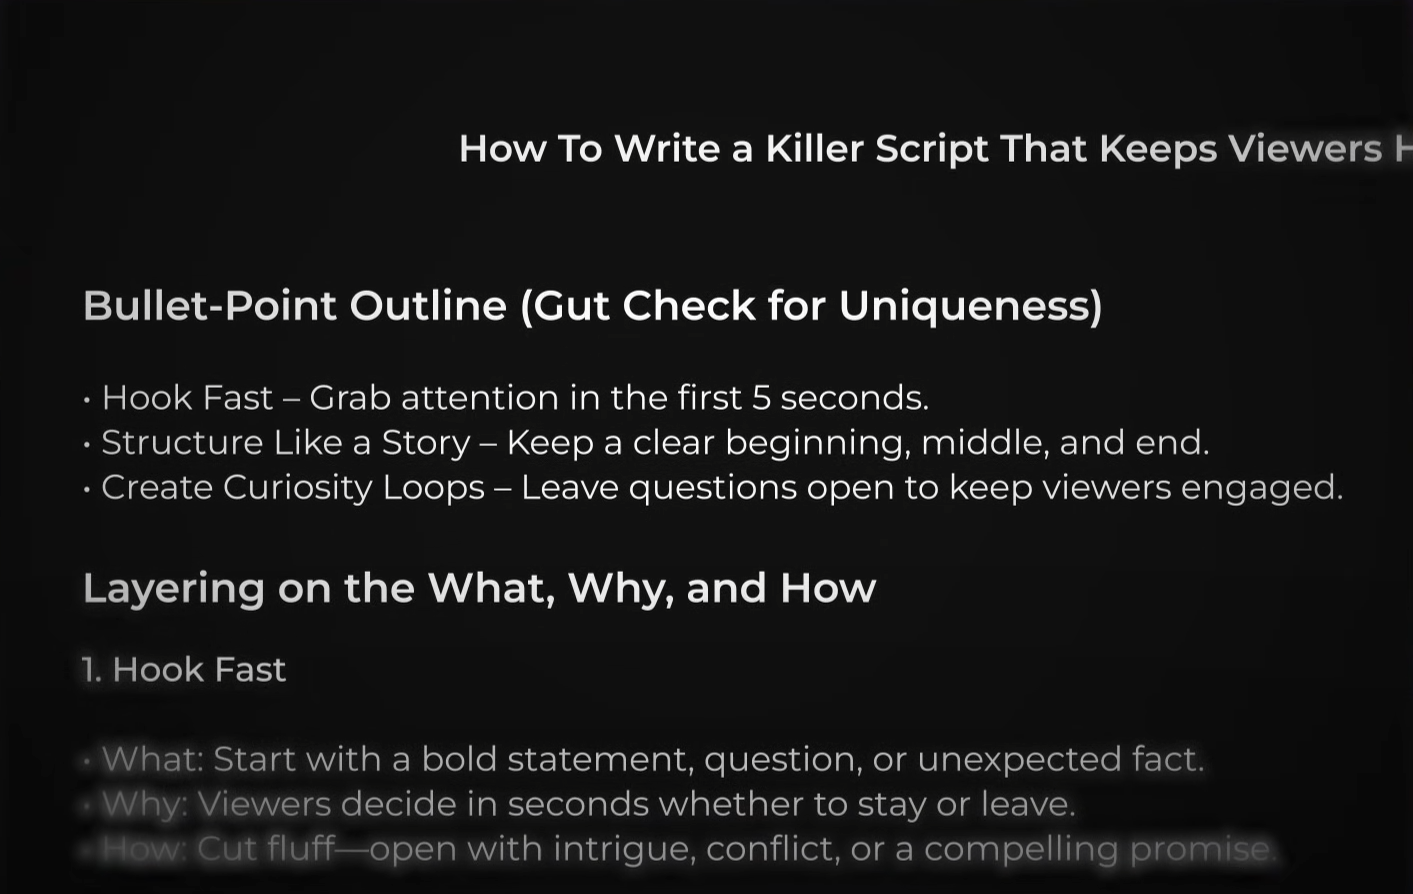 How To Write a Killer Script That Keeps Viewers H
Bullet-Point Outline (Gut Check for Uniqueness)
• Hook Fast – Grab attention in the first 5 seconds.
• Structure Like a Story – Keep a clear beginning, middle, and end.
• Create Curiosity Loops – Leave questions open to keep viewers engaged.
Layering on the What, Why, and How
1. Hook Fast
• What: Start with a bold statement, question, or unexpected fact.
• Why: Viewers decide in seconds whether to stay or leave.
• How: Cut fluff—open with intrigue, conflict, or a compelling promise.